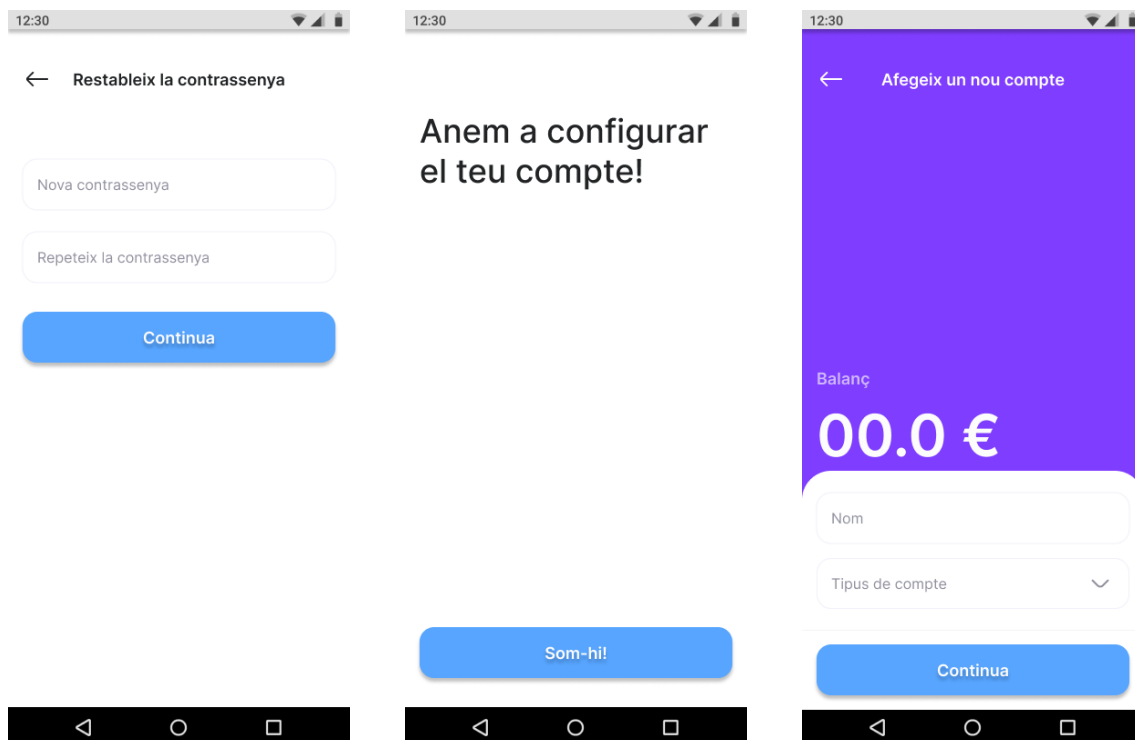 12:30
Restableix la contrassenya
Nova contrassenya
Repeteix la contrassenya
Continua
12:30
Anem a configurar
el teu compte!
Som-hi!
12:30
Afegeix un nou compte
Balanç
00.0 €
Nom
Tipus de compte
Continua